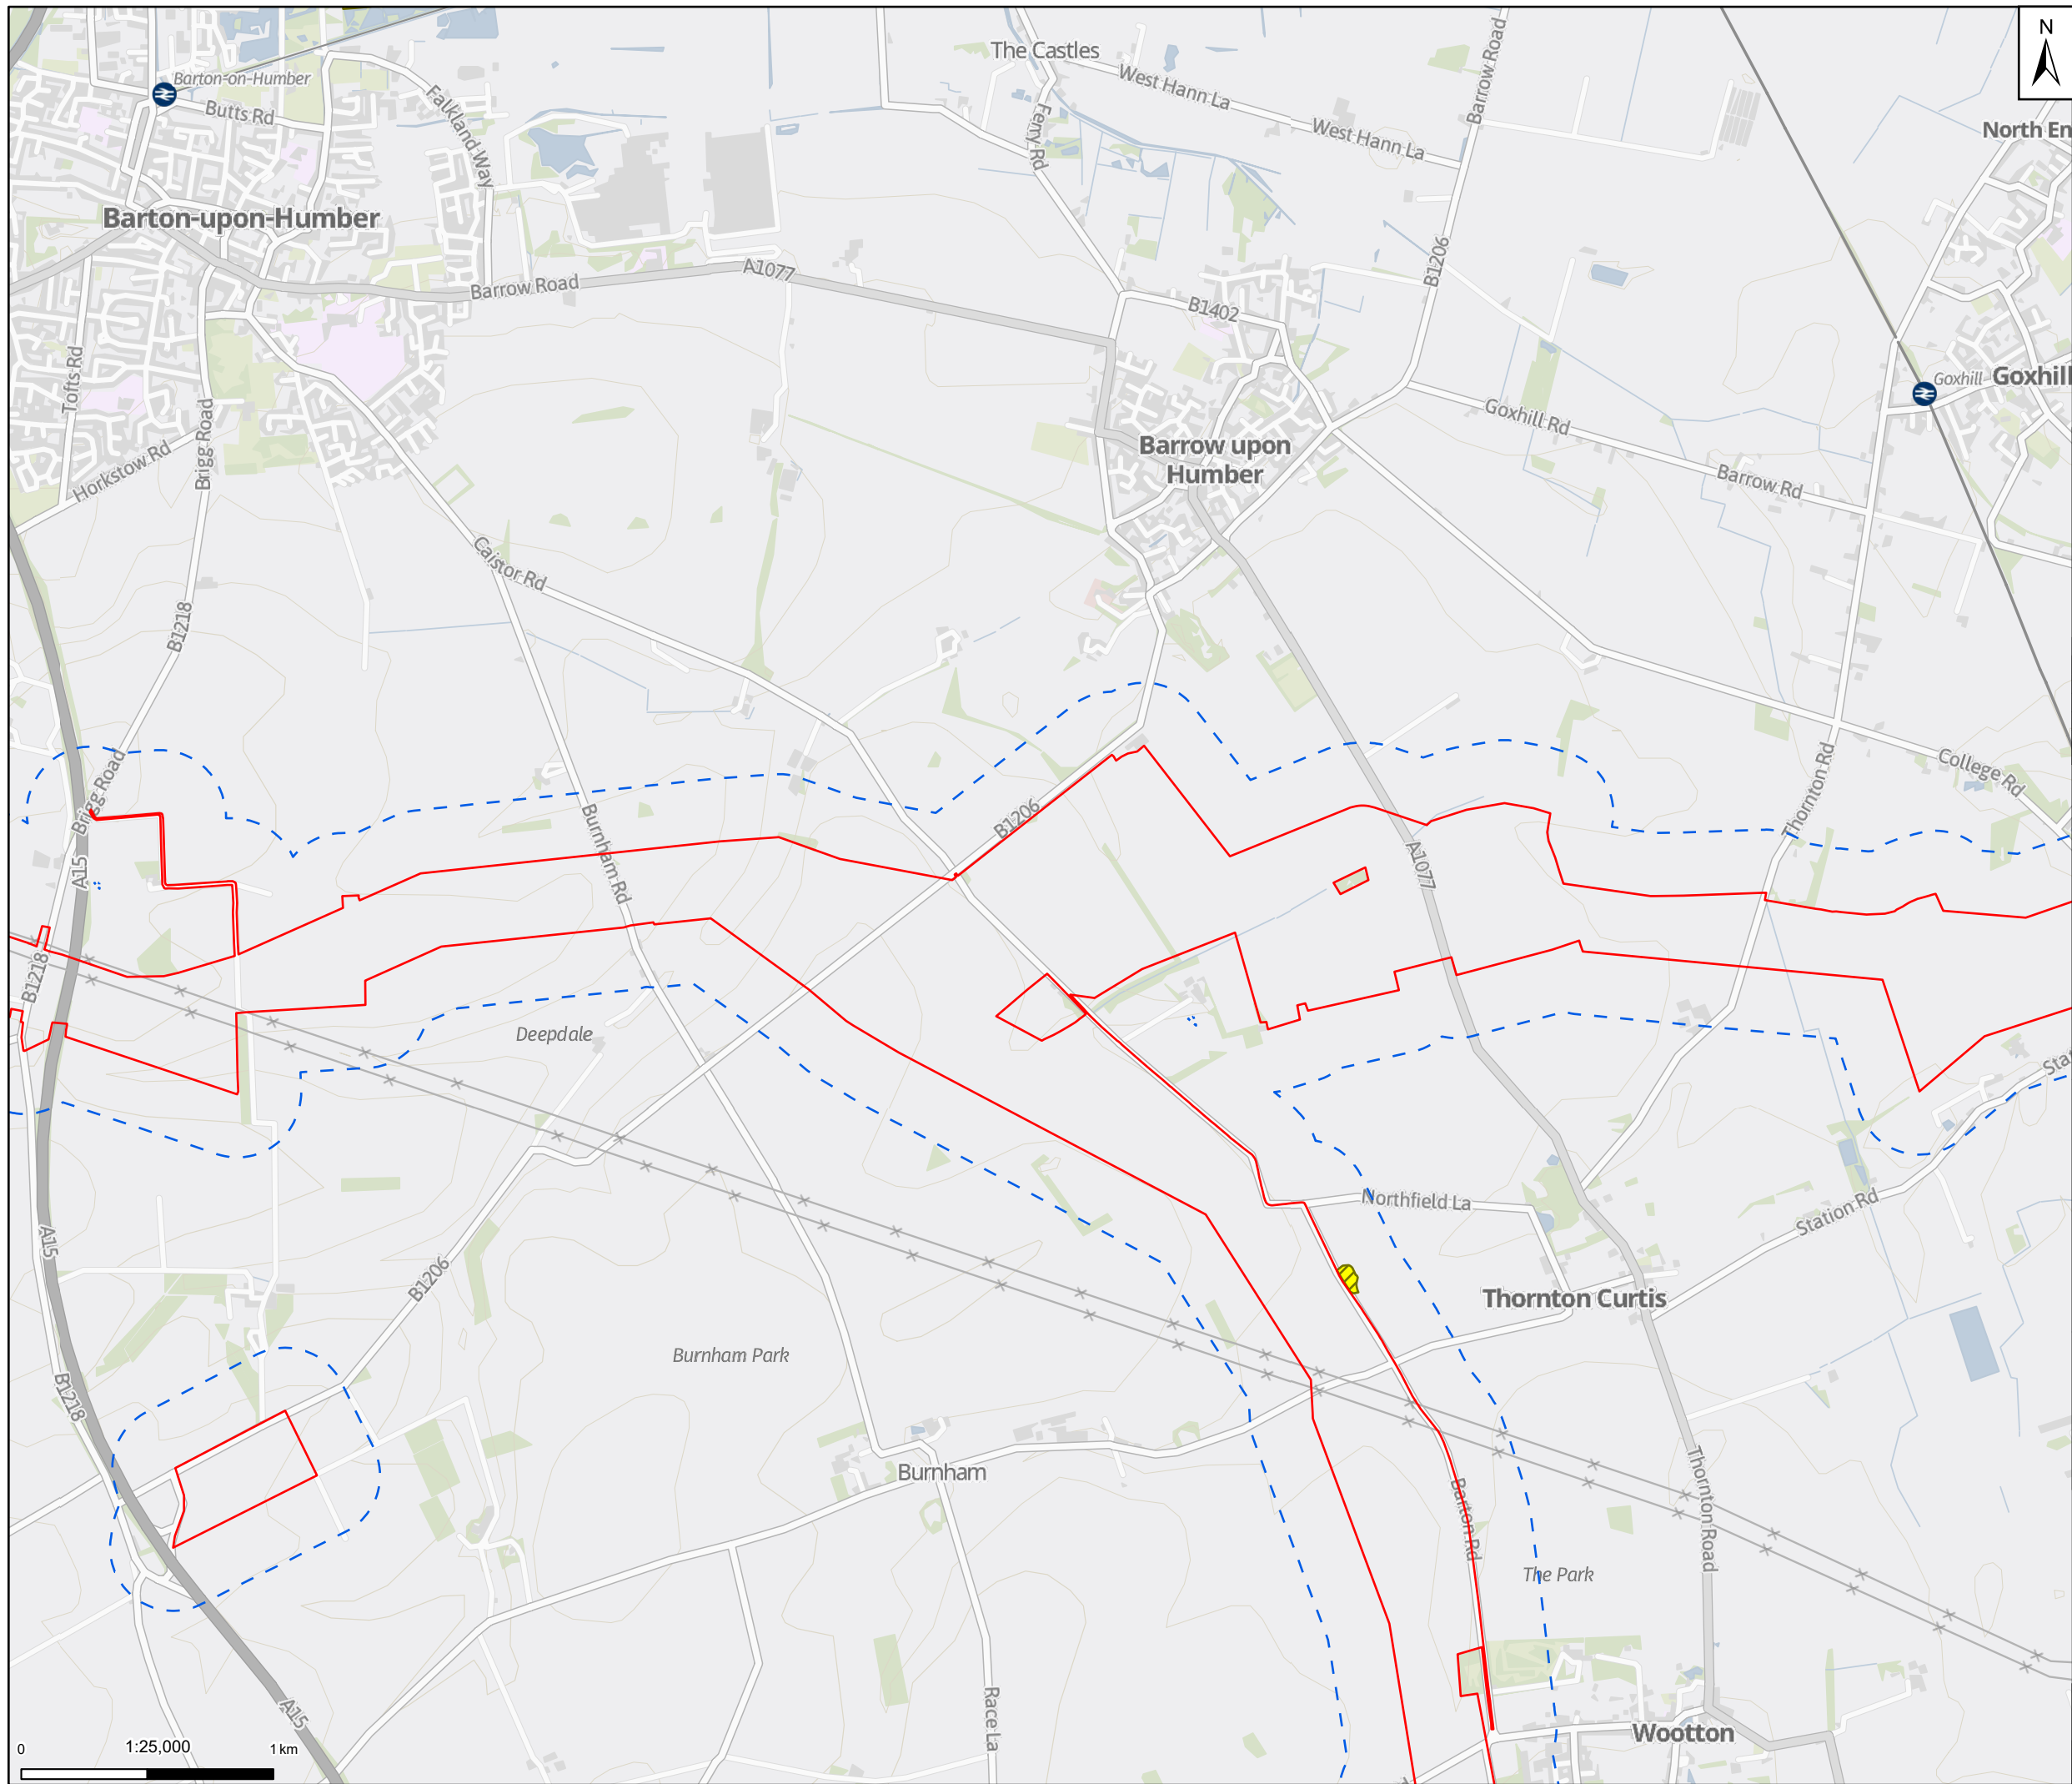 N
The Castles
West Hann La
Barrow Road
Barton-on-Humber
Butts Rd
Falkland Way
Ferry Rd
West Hann La
North En
Barton-upon-Humber
Barrow Road
A1077
B1206
B1402
Tofts Rd
Goxhill
Goxhill
Goxhill Rd
Brigg Road
Horkstow Rd
Barrow upon
Humber
Barrow Rd
Caistor Rd
B1218
College Rd
Thornton Rd
Brigg Road
B1206
Burnham Rd
A15
A1077
B1218
Deepdale
Sta
Northfield La
Station Rd
A15
B1206
Thornton Curtis
Burnham Park
B1218
Burnham
Barton Rd
Thornton Road
The Park
Race La
A15
Wootton
0
1:25,000
1 km